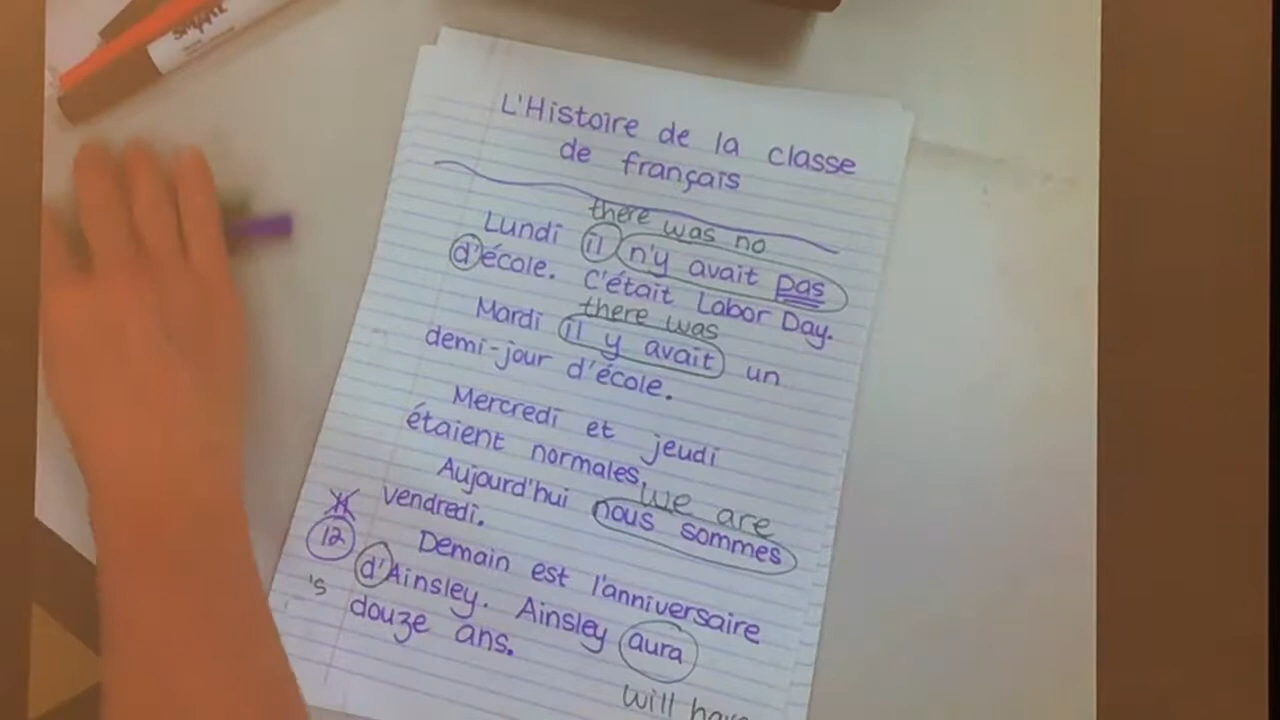 smart
L'Histoire de la classe
de français
there was no
Lundi il n'y avait pas
d'école. C'était Labor Day.
there was
Mardi il y avait un
demi-jour d'école.
Mercredi et jeudi
étaient normales.
we are
Aujourd'hui nous sommes
vendredi.
12
Demain est l'anniversaire
's
d'Ainsley. Ainsley aura
douze ans.
will have